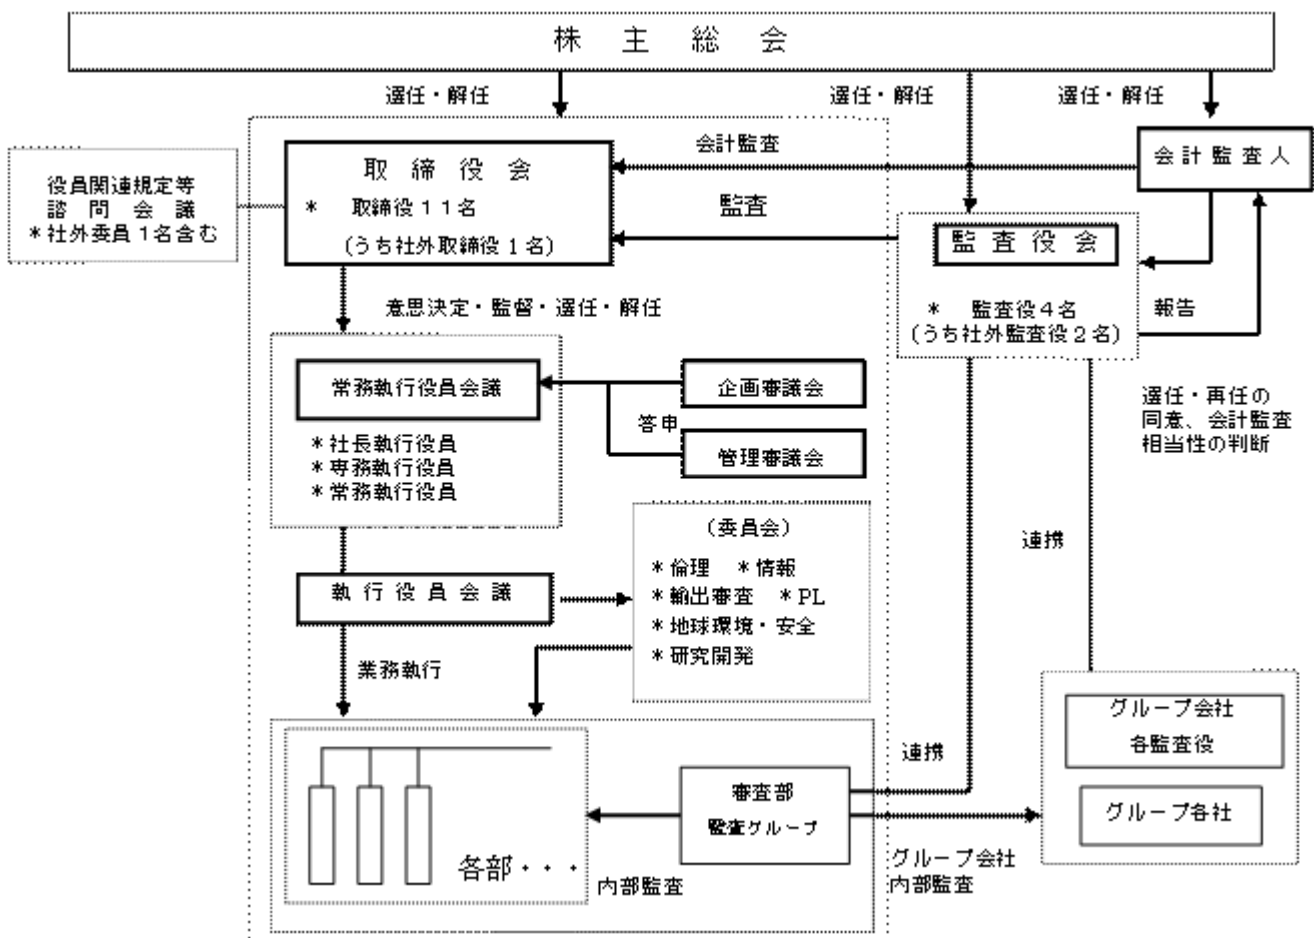 株主総会
選任・解任
選任・解任
選任・解任
会計監査
会計監査人
取締役会
* 取締役11名
(うち社外取締役1名)
役員関連規定等
諮問会議
*社外委員1名含む
監査
監査役会
* 監査役4名
(うち社外監査役2名)
報告
意思決定・監督・選任・解任
常務執行役員会議
*社長執行役員
*専務執行役員
*常務執行役員
企画審議会
答申
管理審議会
選任・再任の
同意、会計監査
相当性の判断
(委員会)
*倫理 *情報
*輸出審査 *PL
*地球環境・安全
*研究開発
連携
執行役員会議
業務執行
グループ会社
各監査役
グループ各社
連携
審査部
監査グループ
各部・・・
内部監査
グループ会社
内部監査